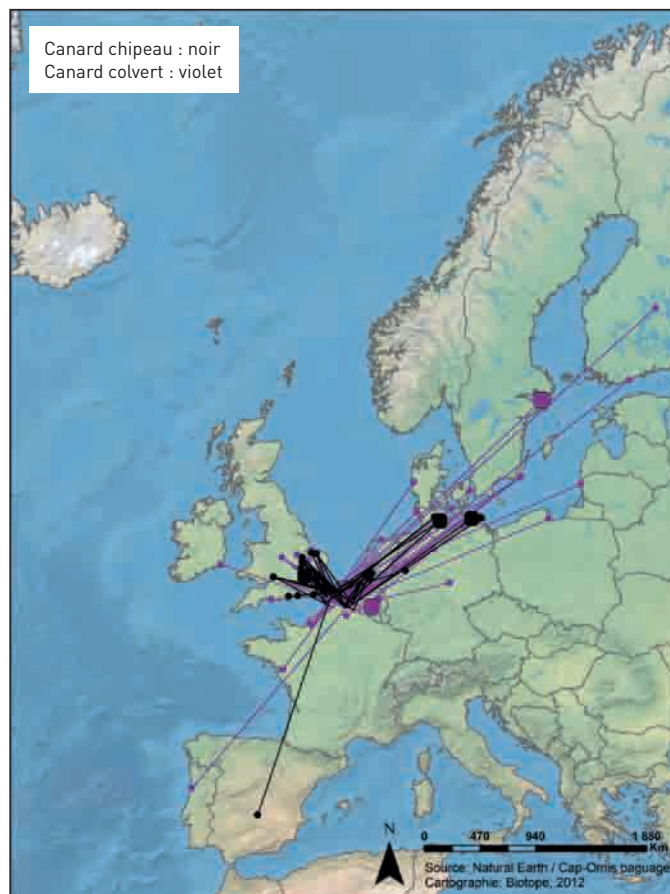 Canard chipeau : noir
Canard colvert : violet
N
0 470 940 1 880
Km
Source: Natural Earth / Cap-Ornis baguage
Cartographie: Biotope, 2012